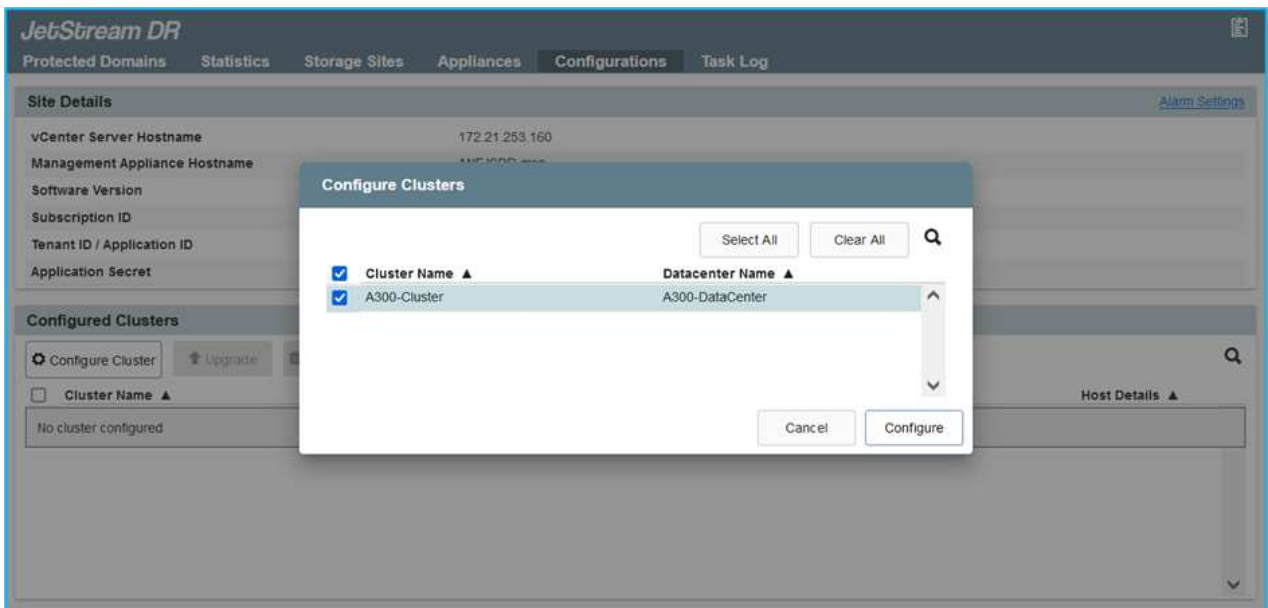 JetStream DR
Protected Domains Statistics Storage Sites Appliances Configurations Task Log
Site Details Alarm Settings
vCenter Server Hostname 172.21.253.160
Management Appliance Hostname
Software Version
Subscription ID
Tenant ID / Application ID
Application Secret
Configure Clusters
Select All Clear All
Cluster Name ▲ Datacenter Name ▲
A300-Cluster A300-DataCenter
Cancel Configure
Configured Clusters
Configure Cluster Upgrade
Cluster Name ▲ Host Details ▲
No cluster configured